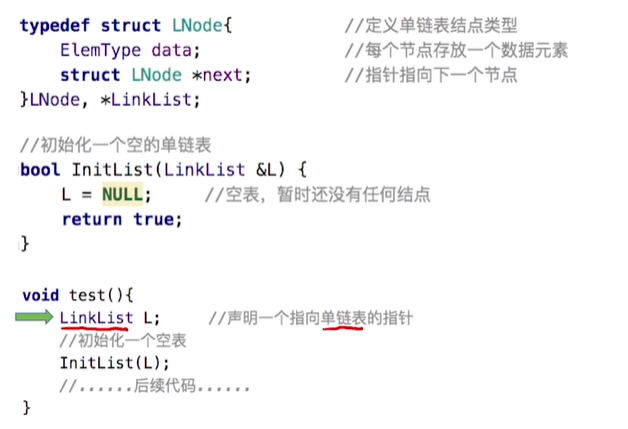 typedef struct LNode{ //定义单链表结点类型
ElemType data; //每个节点存放一个数据元素
struct LNode *next; //指针指向下一个节点
}LNode, *LinkList;
//初始化一个空的单链表
bool InitList(LinkList &L) {
L = NULL; //空表，暂时还没有任何结点
return true;
}
void test(){
LinkList L; //声明一个指向单链表的指针
//初始化一个空表
InitList(L);
//......后续代码......
}